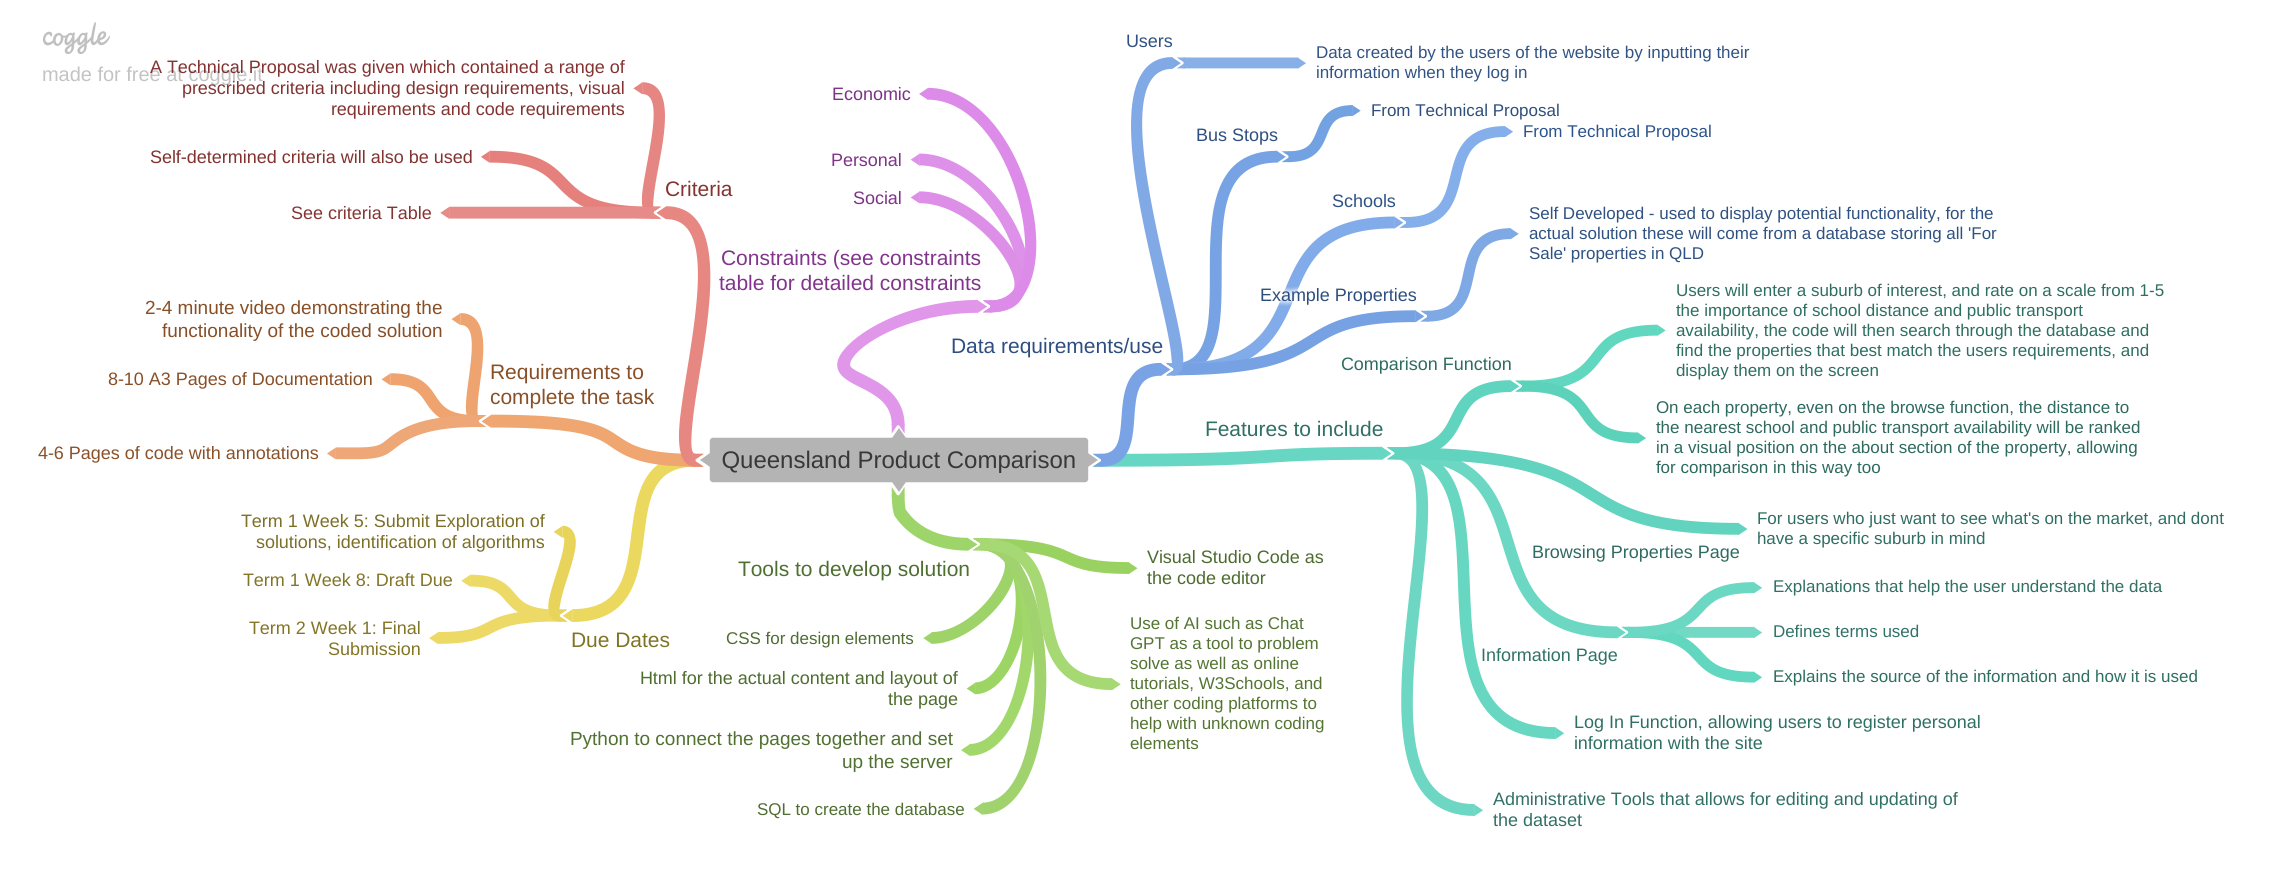 coggle
made for free at coggle.it
A Technical Proposal was given which contained a range of
prescribed criteria including design requirements, visual
requirements and code requirements
Self-determined criteria will also be used
See criteria Table
Criteria
2-4 minute video demonstrating the
functionality of the coded solution
8-10 A3 Pages of Documentation
4-6 Pages of code with annotations
Requirements to
complete the task
Term 1 Week 5: Submit Exploration of
solutions, identification of algorithms
Term 1 Week 8: Draft Due
Term 2 Week 1: Final
Submission
Due Dates
Economic
Personal
Social
Constraints (see constraints
table for detailed constraints
Queensland Product Comparison
Tools to develop solution
Visual Studio Code as
the code editor
CSS for design elements
Html for the actual content and layout of
the page
Python to connect the pages together and set
up the server
SQL to create the database
Use of AI such as Chat
GPT as a tool to problem
solve as well as online
tutorials, W3Schools, and
other coding platforms to
help with unknown coding
elements
Data requirements/use
Users
Data created by the users of the website by inputting their
information when they log in
Bus Stops
From Technical Proposal
Schools
From Technical Proposal
Example Properties
Self Developed - used to display potential functionality, for the
actual solution these will come from a database storing all 'For
Sale' properties in QLD
Features to include
Comparison Function
Users will enter a suburb of interest, and rate on a scale from 1-5
the importance of school distance and public transport
availability, the code will then search through the database and
find the properties that best match the users requirements, and
display them on the screen
On each property, even on the browse function, the distance to
the nearest school and public transport availability will be ranked
in a visual position on the about section of the property, allowing
for comparison in this way too
Browsing Properties Page
For users who just want to see what's on the market, and dont
have a specific suburb in mind
Information Page
Explanations that help the user understand the data
Defines terms used
Explains the source of the information and how it is used
Log In Function, allowing users to register personal
information with the site
Administrative Tools that allows for editing and updating of
the dataset